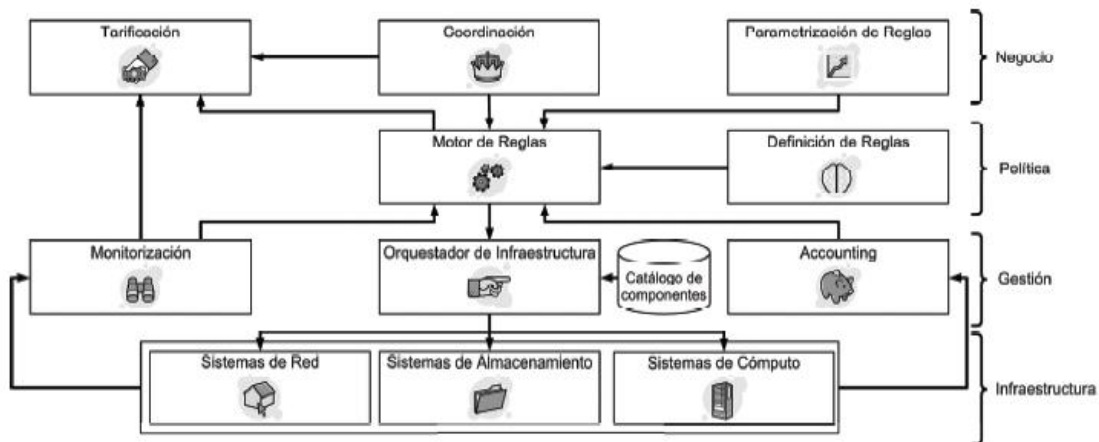 Tarificación
Coordinación
Parametrización de Reglas
Negocio
Motor de Reglas
Definición de Reglas
Política
Monitorización
Orquestador de Infraestructura
Catálogo de
componentes
Accounting
Gestión
Sistemas de Red
Sistemas de Almacenamiento
Sistemas de Cómputo
Infraestructura